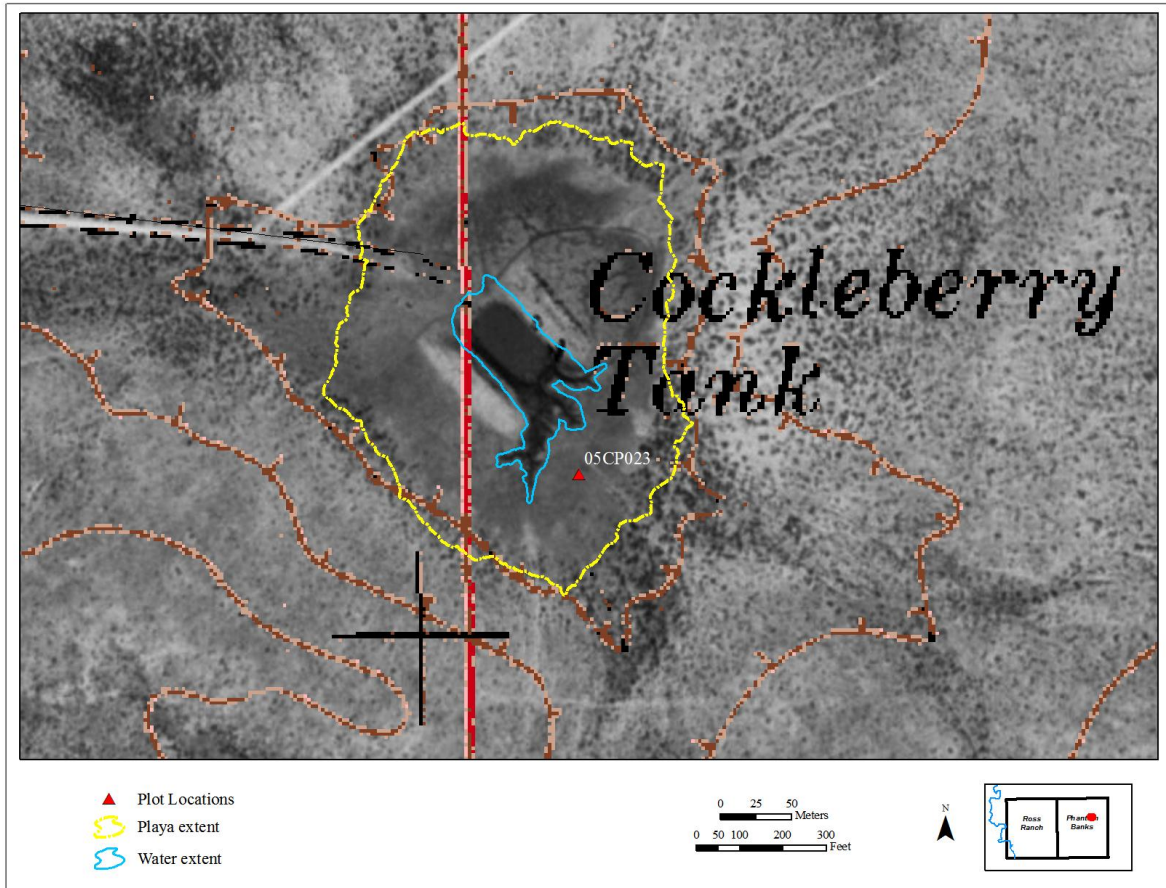 Cockleberry
Tank
05CP023
Plot Locations
Playa extent
Water extent
0 25 50
Meters
0 50 100 200 300
Feet
N
Ross
Ranch
Phantom
Banks